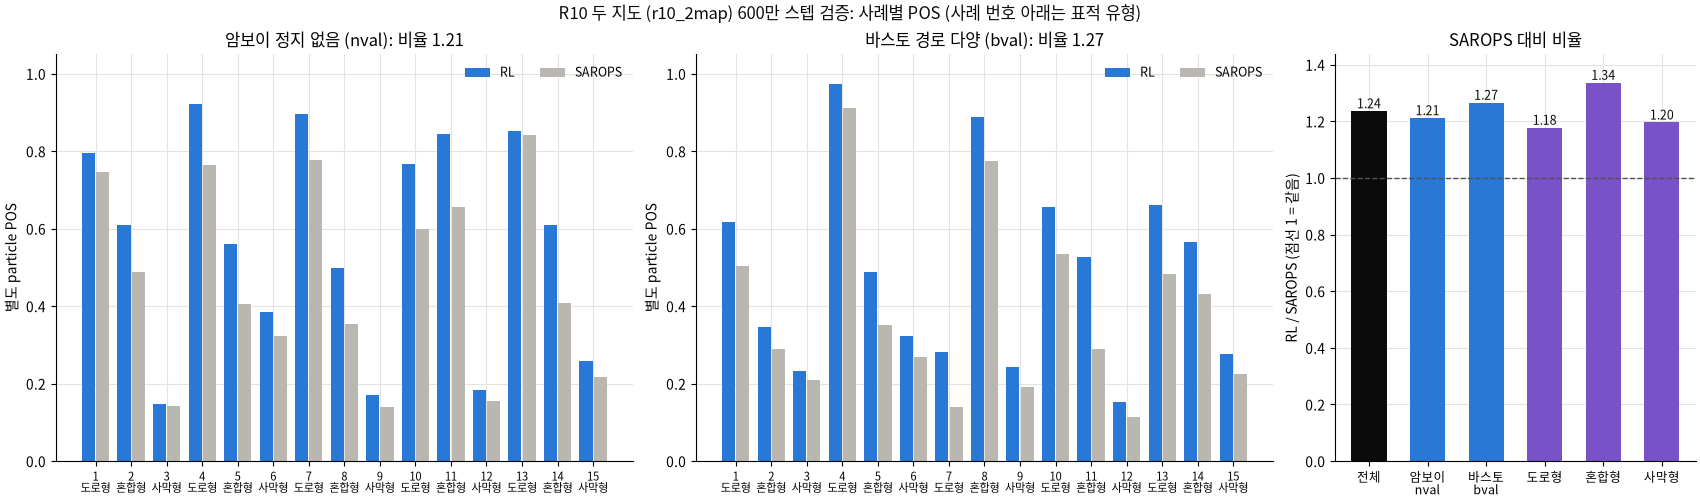 R10 두 지도 (r10_2map) 600만 스텝 검증: 사례별 POS (사례 번호 아래는 표적 유형)
암보이 정지 없음 (nval): 비율 1.21
RL
SAROPS
별도 particle POS
1.0
0.8
0.6
0.4
0.2
0.0
1 2 3 4 5 6 7 8 9 10 11 12 13 14 15
도로형 혼합형 사막형 도로형 혼합형 사막형 도로형 혼합형 사막형 도로형 혼합형 사막형 도로형 혼합형 사막형
바스토 경로 다양 (bval): 비율 1.27
RL
SAROPS
별도 particle POS
1.0
0.8
0.6
0.4
0.2
0.0
1 2 3 4 5 6 7 8 9 10 11 12 13 14 15
도로형 혼합형 사막형 도로형 혼합형 사막형 도로형 혼합형 사막형 도로형 혼합형 사막형 도로형 혼합형 사막형
SAROPS 대비 비율
RL / SAROPS (점선 1 = 같음)
1.4
1.2
1.0
0.8
0.6
0.4
0.2
0.0
1.24 1.21 1.27 1.18 1.34 1.20
전체 암보이 바스토 도로형 혼합형 사막형
nval bval